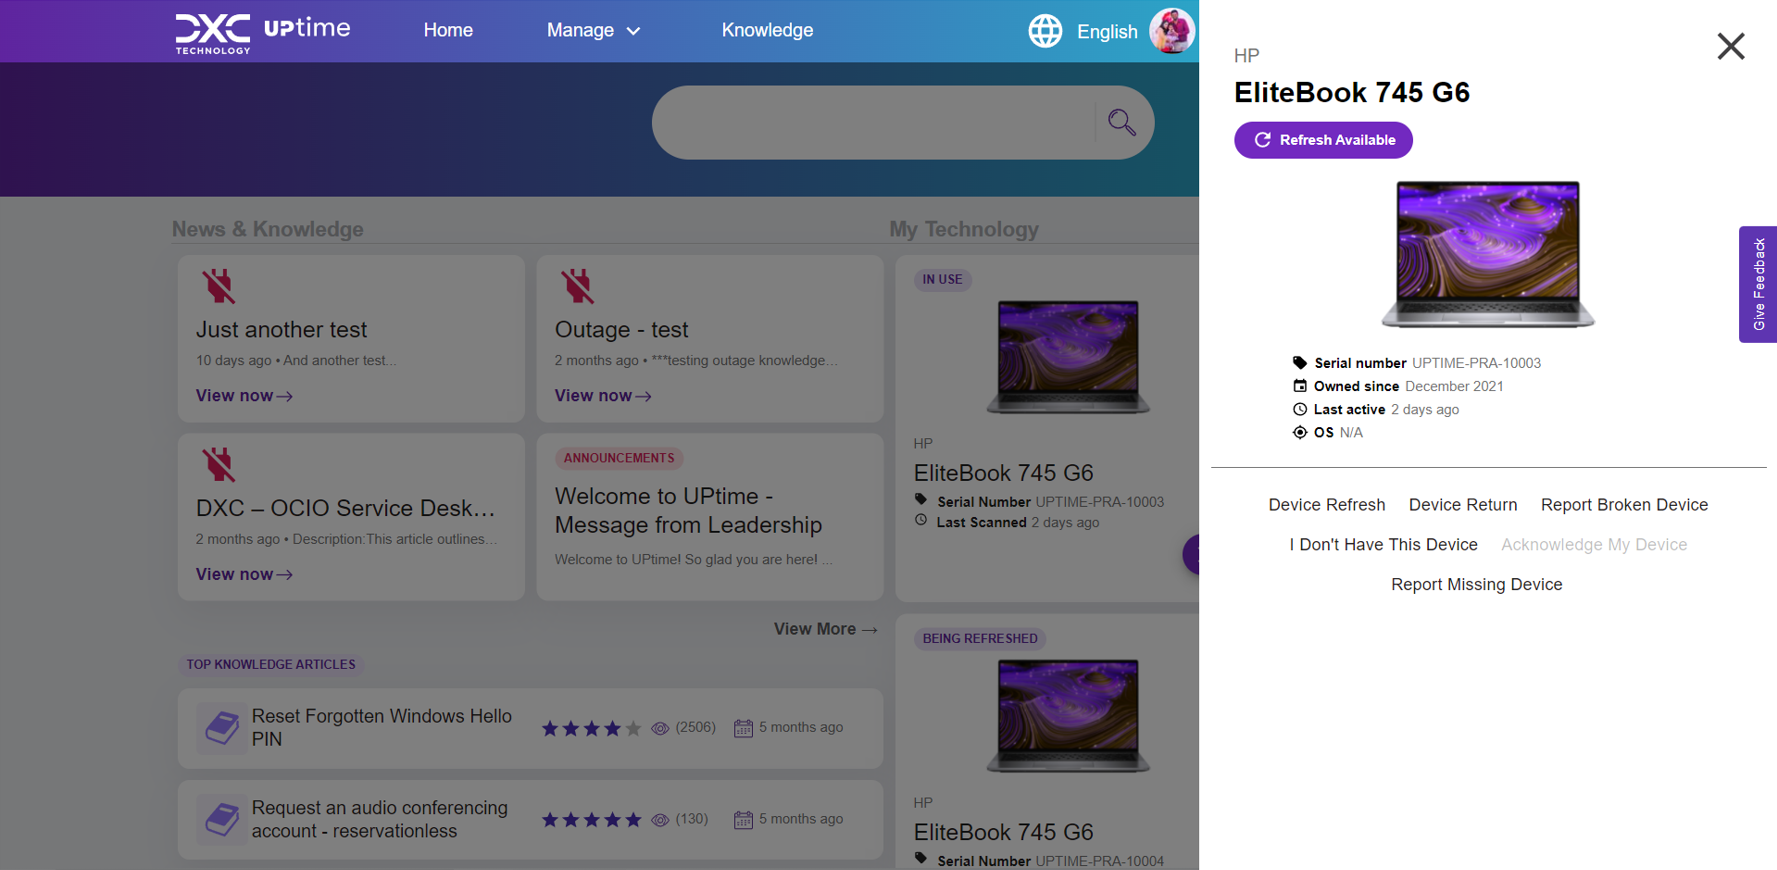 DXC
TECHNOLOGY
UPtime
Home
Manage
Knowledge
English
News & Knowledge
My Technology
Just another test
10 days ago • And another test...
View now→
Outage - test
2 months ago • ***testing outage knowledge...
View now→
DXC – OCIO Service Desk...
2 months ago • Description:This article outlines...
View now→
ANNOUNCEMENTS
Welcome to UPtime -
Message from Leadership
Welcome to UPtime! So glad you are here! ...
View More →
TOP KNOWLEDGE ARTICLES
Reset Forgotten Windows Hello
PIN
(2506)
5 months ago
Request an audio conferencing
account - reservationless
(130)
5 months ago
IN USE
HP
EliteBook 745 G6
Serial Number UPTIME-PRA-10003
Last Scanned 2 days ago
BEING REFRESHED
HP
EliteBook 745 G6
Serial Number UPTIME-PRA-10004
HP
EliteBook 745 G6
Refresh Available
Serial number UPTIME-PRA-10003
Owned since December 2021
Last active 2 days ago
OS N/A
Device Refresh
Device Return
Report Broken Device
I Don't Have This Device
Acknowledge My Device
Report Missing Device
Give Feedback